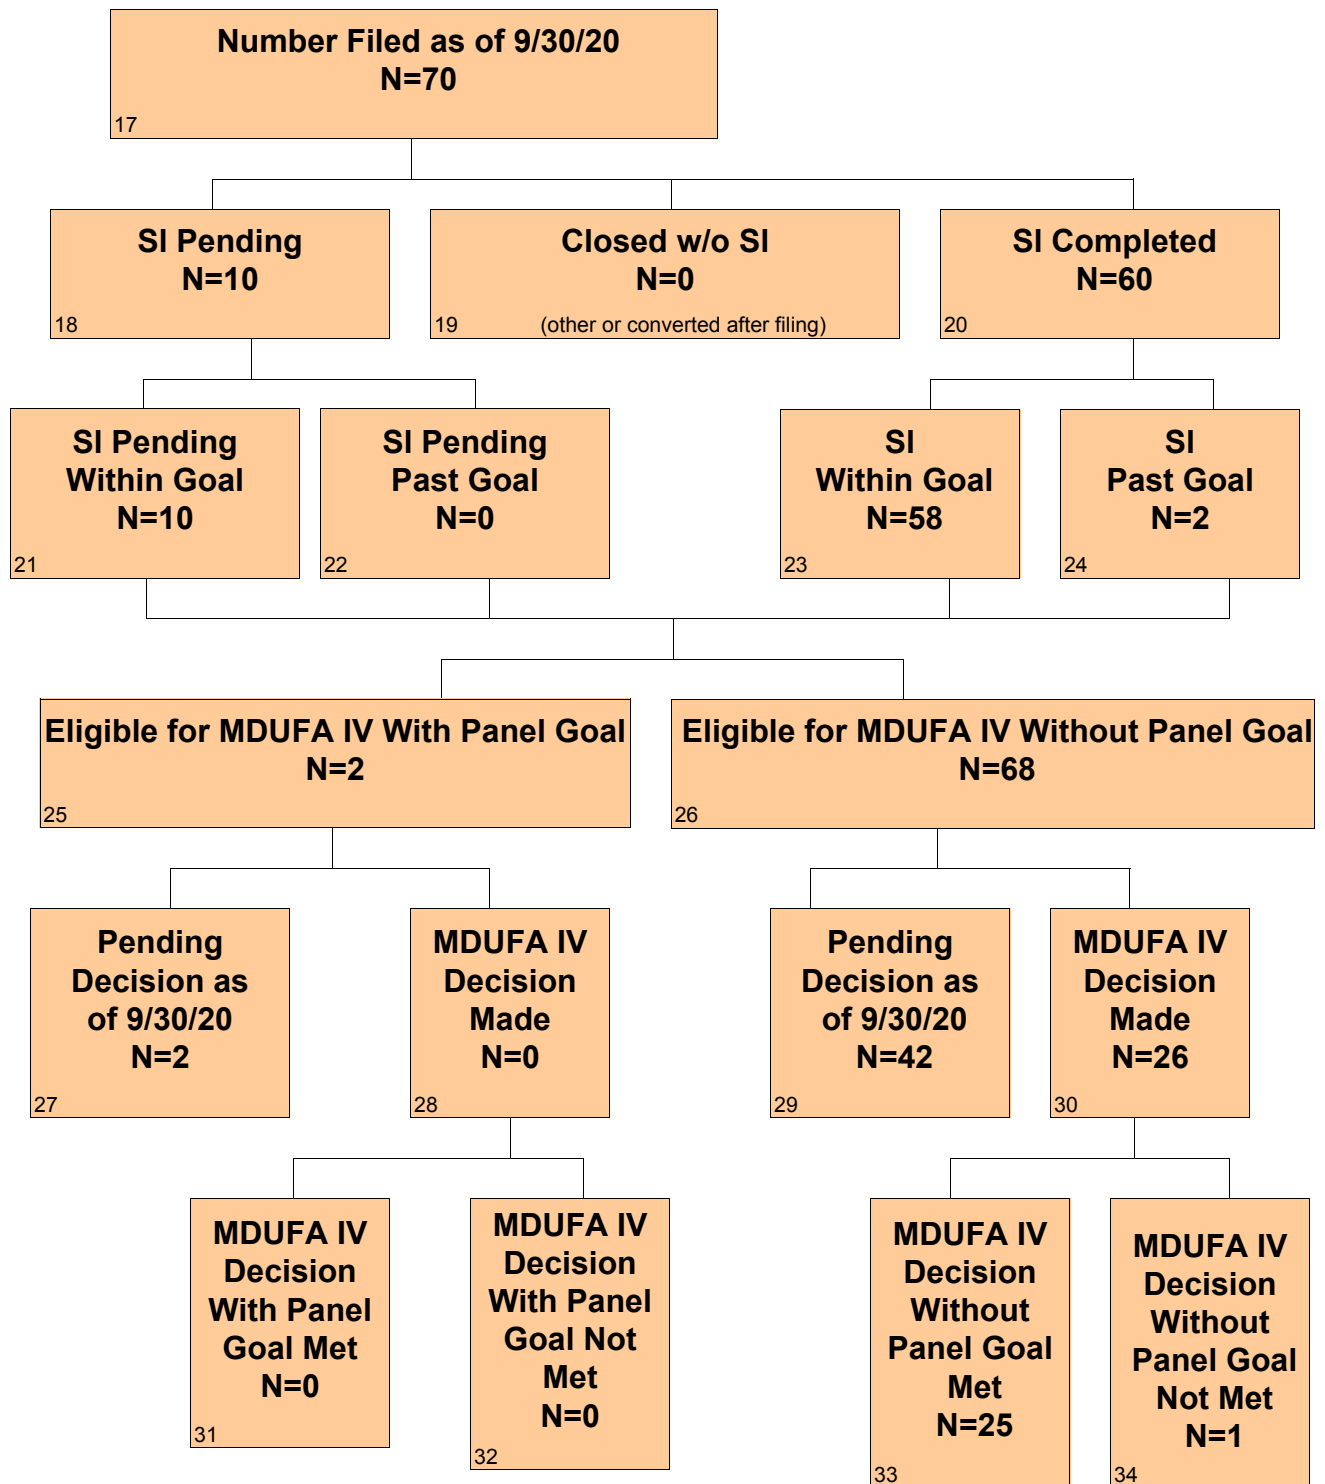 Number Filed as of 9/30/20
N=70
17
SI Pending
N=10
18
Closed w/o SI
N=0
19 (other or converted after filing)
SI Completed
N=60
20
SI Pending
Within Goal
N=10
21
SI Pending
Past Goal
N=0
22
SI
Within Goal
N=58
23
SI
Past Goal
N=2
24
Eligible for MDUFA IV With Panel Goal
N=2
25
Eligible for MDUFA IV Without Panel Goal
N=68
26
Pending
Decision as
of 9/30/20
N=2
27
MDUFA IV
Decision
Made
N=0
28
Pending
Decision as
of 9/30/20
N=42
29
MDUFA IV
Decision
Made
N=26
30
MDUFA IV
Decision
With Panel
Goal Met
N=0
31
MDUFA IV
Decision
With Panel
Goal Not
Met
N=0
32
MDUFA IV
Decision
Without
Panel Goal
Met
N=25
33
MDUFA IV
Decision
Without
Panel Goal
Not Met
N=1
34